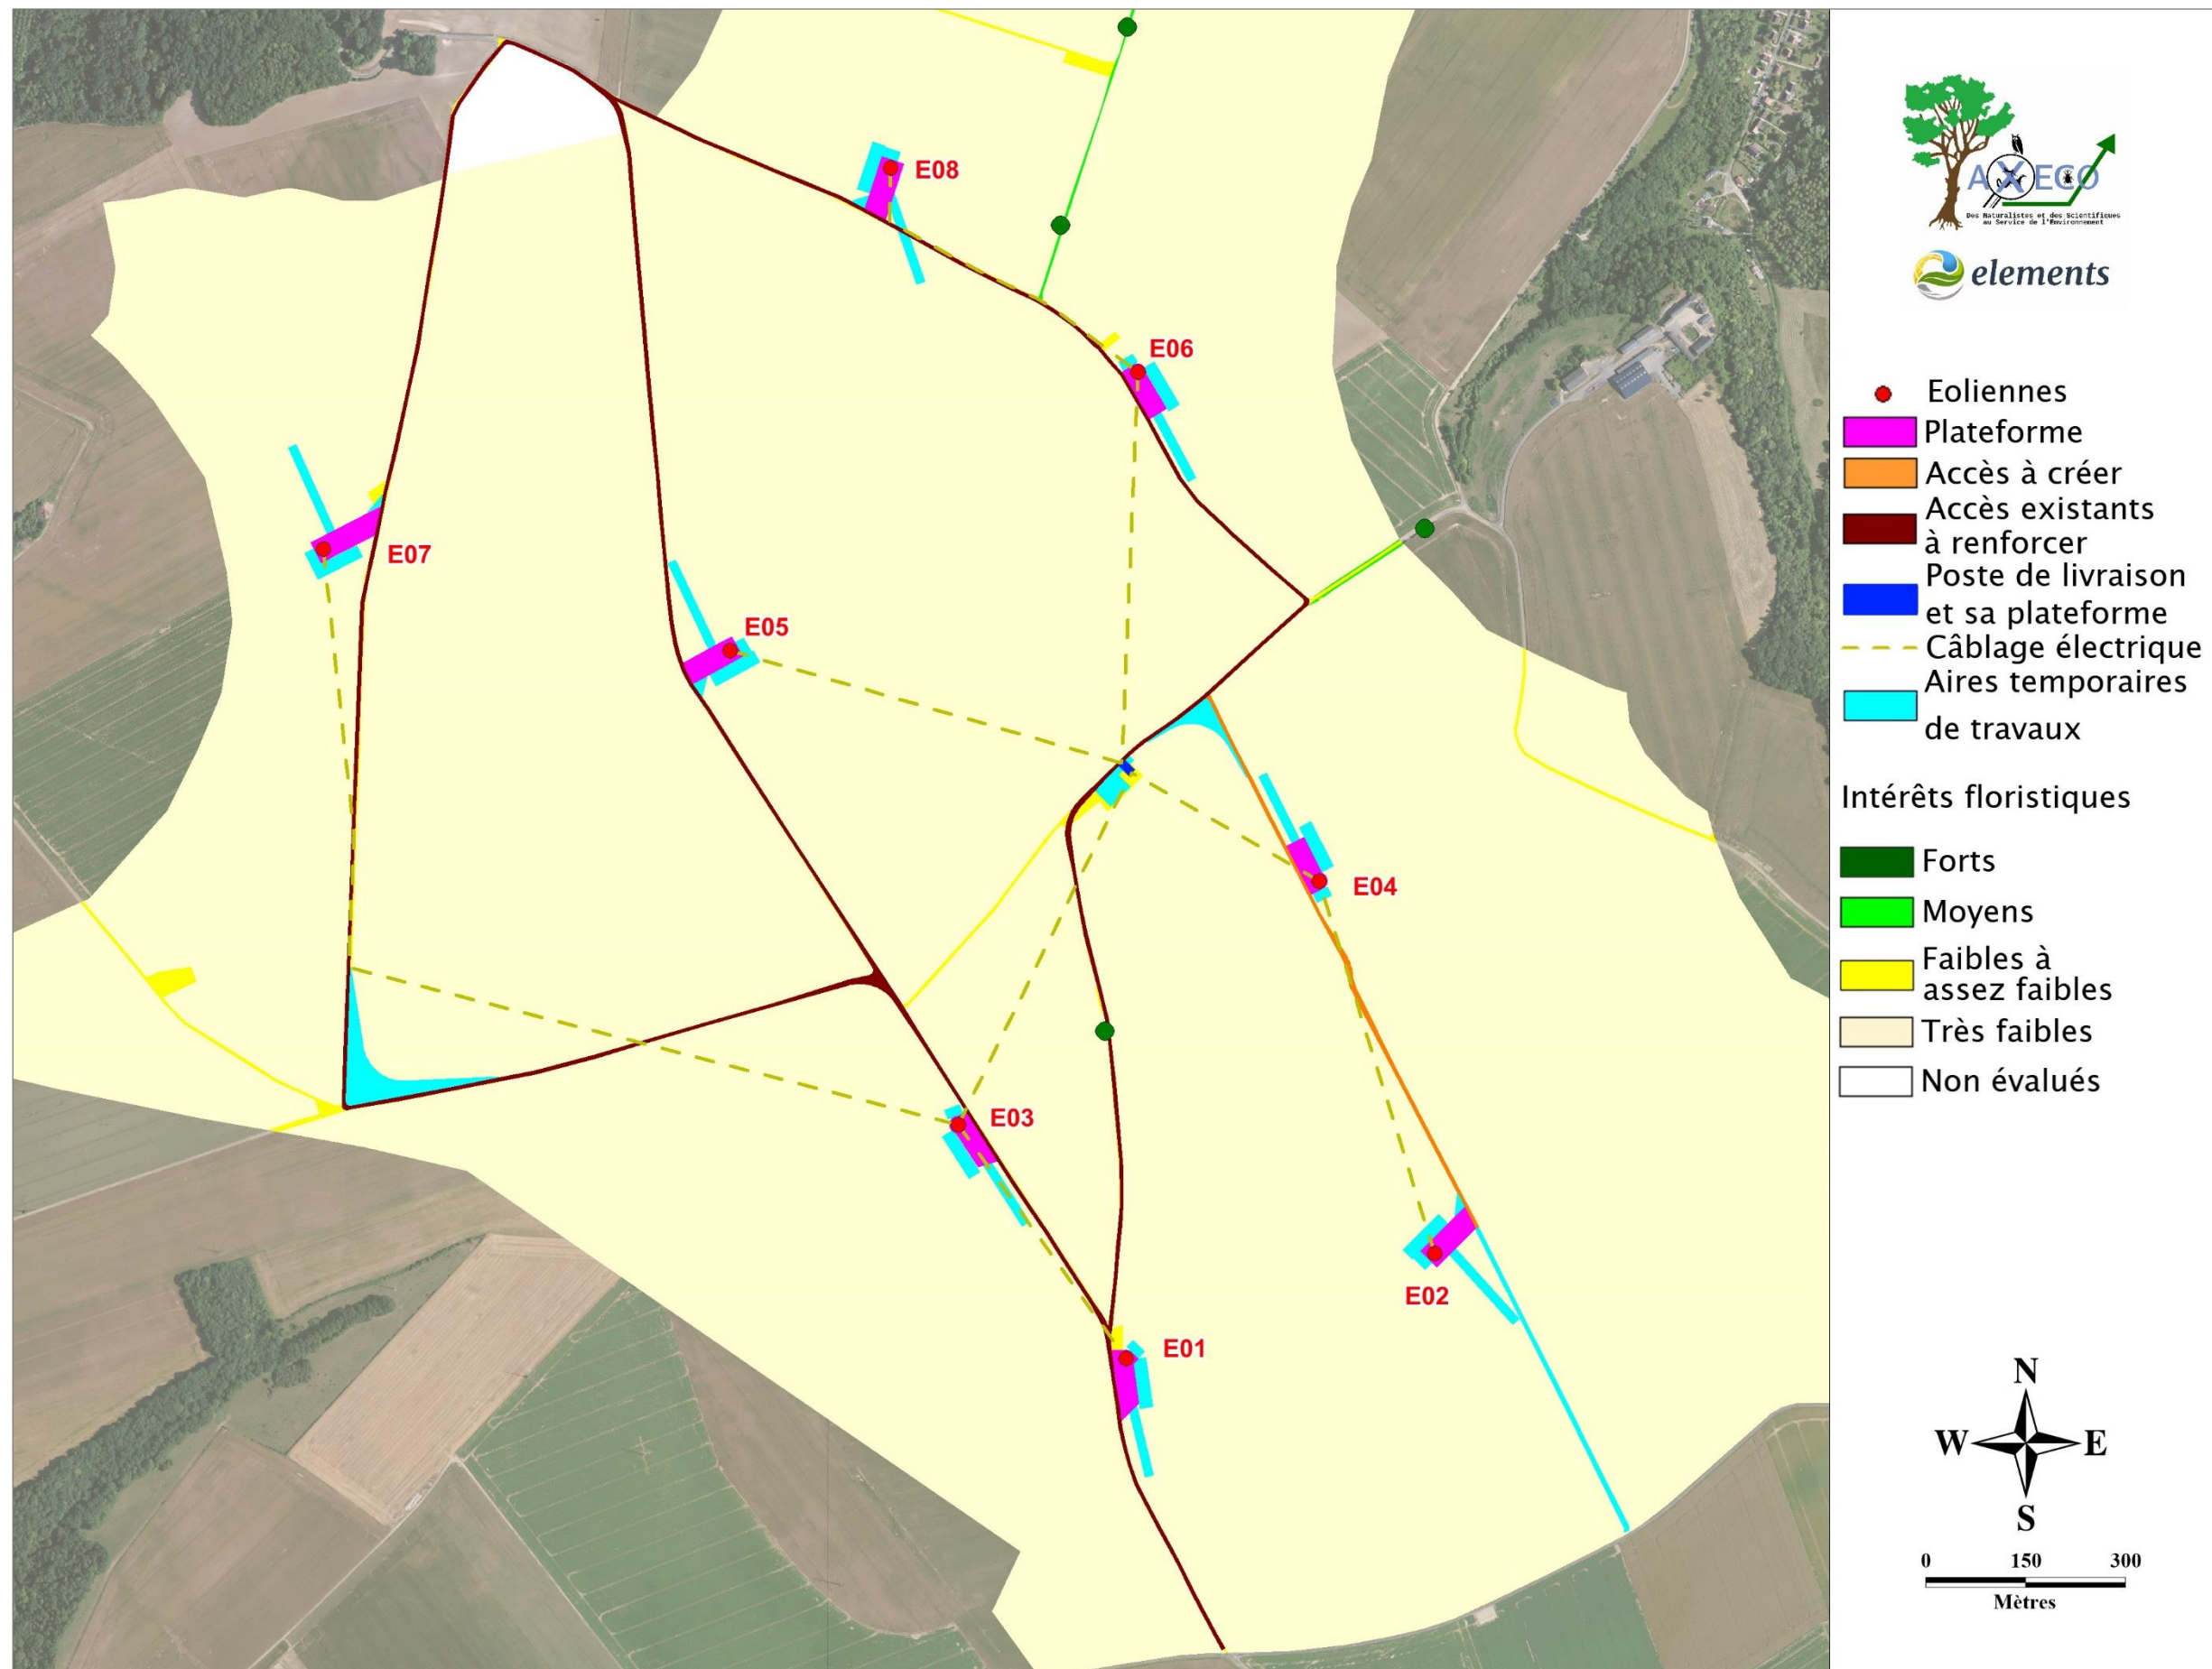 E08
E06
E07
E05
E04
E03
E02
E01
AXECO
Des Naturalistes et des Scientifiques
au Service de l'Environnement
elements
Eoliennes
Plateforme
Accès à créer
Accès existants
à renforcer
Poste de livraison
et sa plateforme
Câblage électrique
Aires temporaires
de travaux
Intérêts floristiques
Forts
Moyens
Faibles à
assez faibles
Très faibles
Non évalués
N
W E
S
0 150 300
Mètres